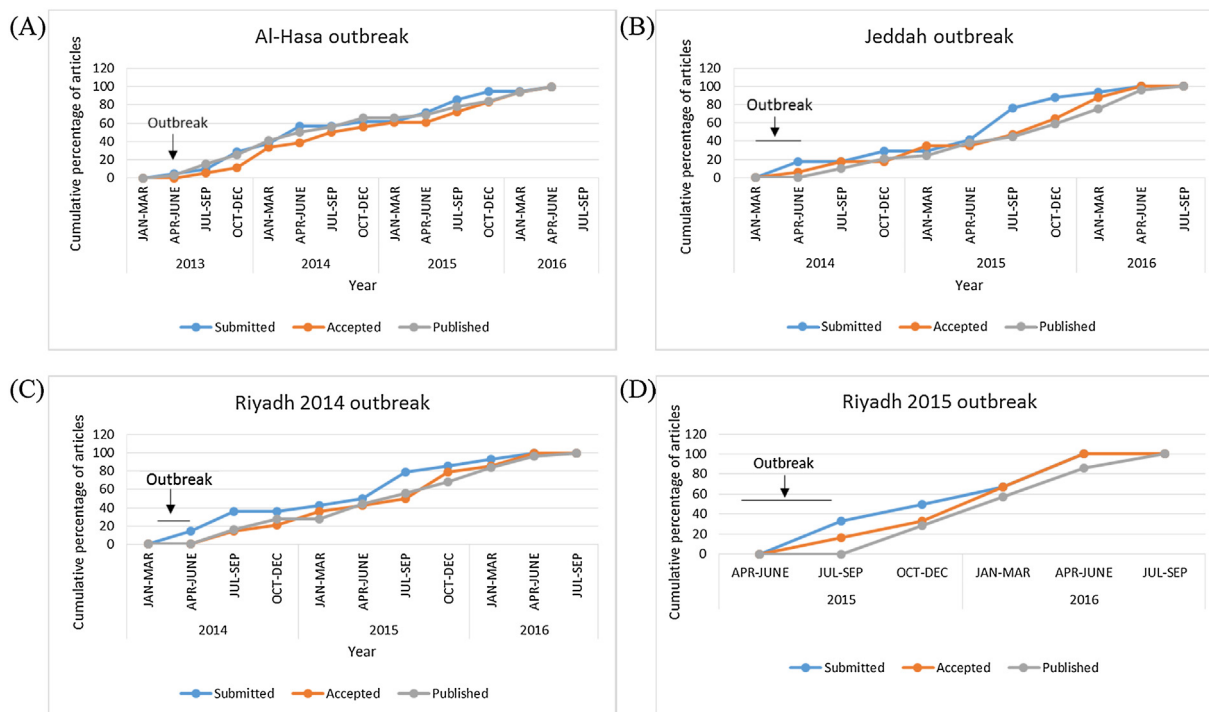 (A)
Al-Hasa outbreak
Cumulative percentage of articles
120
100
80
60
40
20
0
Outbreak
JAN-MAR
APR-JUNE
JUL-SEP
OCT-DEC
JAN-MAR
APR-JUNE
JUL-SEP
OCT-DEC
JAN-MAR
APR-JUNE
JUL-SEP
OCT-DEC
JAN-MAR
APR-JUNE
JUL-SEP
2013 2014 2015 2016
Year
Submitted Accepted Published
(B)
Jeddah outbreak
Cumulative percentage of articles
120
100
80
60
40
20
0
Outbreak
JAN-MAR
APR-JUNE
JUL-SEP
OCT-DEC
JAN-MAR
APR-JUNE
JUL-SEP
OCT-DEC
JAN-MAR
APR-JUNE
JUL-SEP
2014 2015 2016
Year
Submitted Accepted Published
(C)
Riyadh 2014 outbreak
Cumulative percentage of articles
120
100
80
60
40
20
0
Outbreak
JAN-MAR
APR-JUNE
JUL-SEP
OCT-DEC
JAN-MAR
APR-JUNE
JUL-SEP
OCT-DEC
JAN-MAR
APR-JUNE
JUL-SEP
2014 2015 2016
Year
Submitted Accepted Published
(D)
Riyadh 2015 outbreak
Cumulative percentage of articles
120
100
80
60
40
20
0
Outbreak
APR-JUNE JUL-SEP OCT-DEC JAN-MAR APR-JUNE JUL-SEP
2015 2016
Year
Submitted Accepted Published